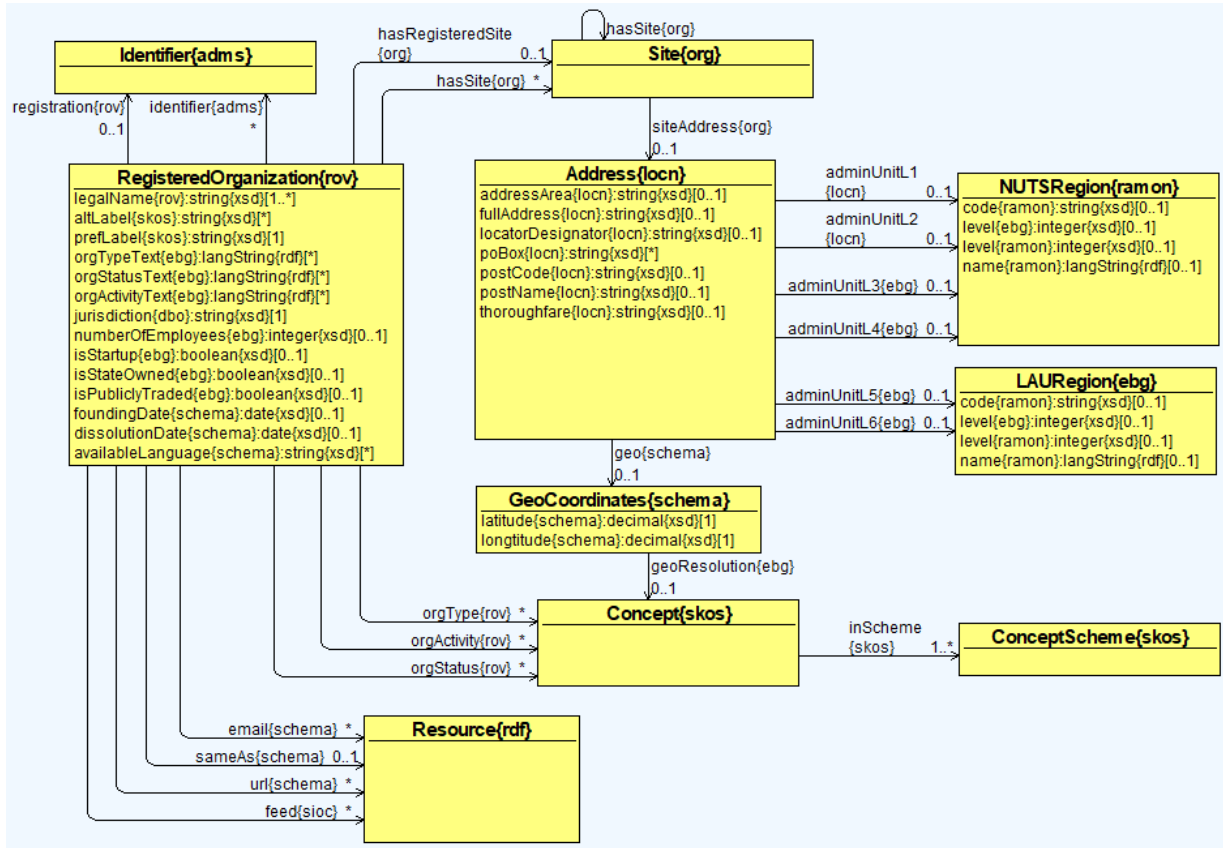 hasRegisteredSite
{org} 0..1
hasSite{org}
Identifier{adms}
Site{org}
hasSite{org} *
registration{rov}
0..1
identifier{adms}
*
siteAddress{org}
0..1
RegisteredOrganization{rov}
legalName{rov}:string{xsd}[1..*]
altLabel{skos}:string{xsd}[*]
prefLabel{skos}:string{xsd}[1]
orgTypeText{ebg}:langString{rdf}[*]
orgStatusText{ebg}:langString{rdf}[*]
orgActivityText{ebg}:langString{rdf}[*]
jurisdiction{dbo}:string{xsd}[1]
numberOfEmployees{ebg}:integer{xsd}[0..1]
isStartup{ebg}:boolean{xsd}[0..1]
isStateOwned{ebg}:boolean{xsd}[0..1]
isPubliclyTraded{ebg}:boolean{xsd}[0..1]
foundingDate{schema}:date{xsd}[0..1]
dissolutionDate{schema}:date{xsd}[0..1]
availableLanguage{schema}:string{xsd}[*]
Address{locn}
addressArea{locn}:string{xsd}[0..1]
fullAddress{locn}:string{xsd}[0..1]
locatorDesignator{locn}:string{xsd}[0..1]
poBox{locn}:string{xsd}[*]
postCode{locn}:string{xsd}[0..1]
postName{locn}:string{xsd}[0..1]
thoroughfare{locn}:string{xsd}[0..1]
adminUnitL1
{locn} 0..1
adminUnitL2
{locn} 0..1
adminUnitL3{ebg} 0..1
adminUnitL4{ebg} 0..1
NUTSRegion{ramon}
code{ramon}:string{xsd}[0..1]
level{ebg}:integer{xsd}[0..1]
level{ramon}:integer{xsd}[0..1]
name{ramon}:langString{rdf}[0..1]
adminUnitL5{ebg} 0..1
adminUnitL6{ebg} 0..1
LAURegion{ebg}
code{ramon}:string{xsd}[0..1]
level{ebg}:integer{xsd}[0..1]
level{ramon}:integer{xsd}[0..1]
name{ramon}:langString{rdf}[0..1]
geo{schema}
0..1
GeoCoordinates{schema}
latitude{schema}:decimal{xsd}[1]
longtitude{schema}:decimal{xsd}[1]
geoResolution{ebg}
0..1
orgType{rov} *
orgActivity{rov} *
orgStatus{rov} *
Concept{skos}
inScheme
{skos} 1..*
ConceptScheme{skos}
email{schema} *
sameAs{schema} 0..1
url{schema} *
feed{sioc} *
Resource{rdf}